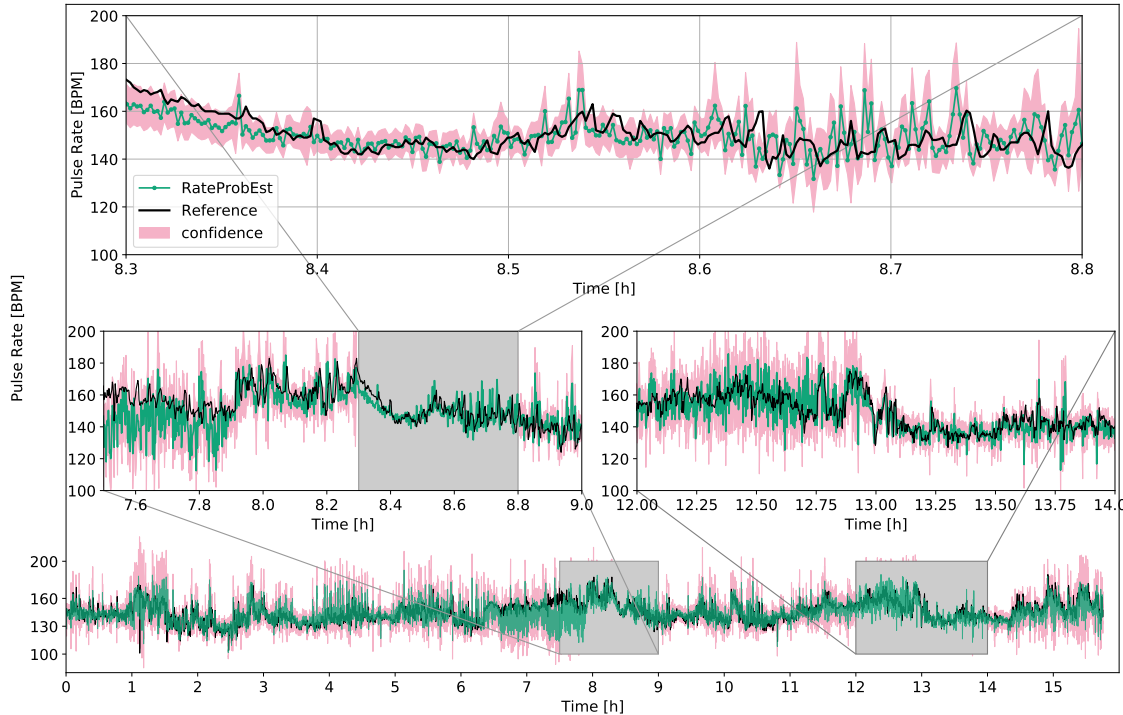 200
180
160
140
120
100
Pulse Rate [BPM]
RateProbEst
Reference
confidence
8.3 8.4 8.5 8.6 8.7 8.8
Time [h]
Pulse Rate [BPM]
200
180
160
140
120
100
7.6 7.8 8.0 8.2 8.4 8.6 8.8 9.0
Time [h]
200
180
160
140
120
100
12.00 12.25 12.50 12.75 13.00 13.25 13.50 13.75 14.0
Time [h]
200
160
130
100
0 1 2 3 4 5 6 7 8 9 10 11 12 13 14 15
Time [h]